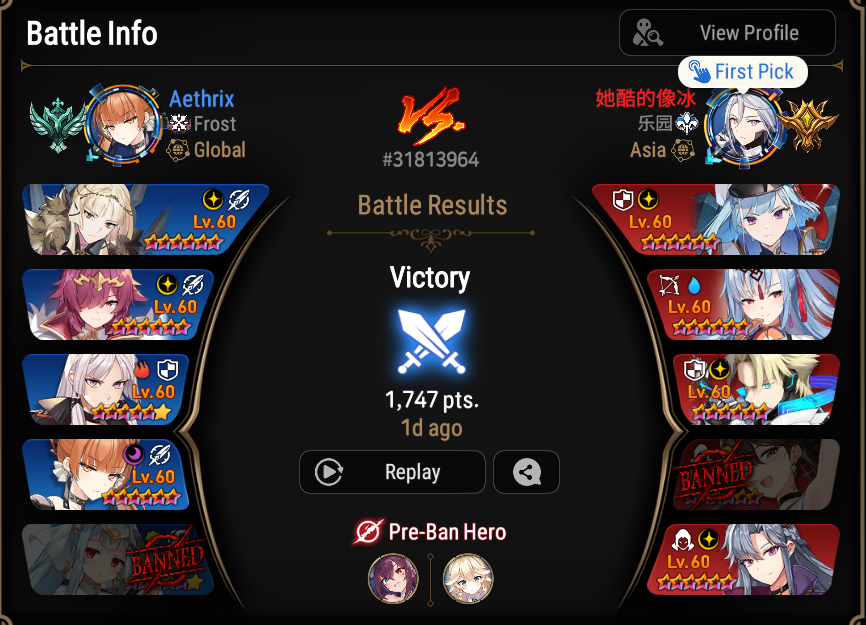 Battle Info
View Profile
First Pick
Aethrix
Frost
Global
VS.
#31813964
她酷的像冰
乐园
Asia
Battle Results
Victory
1,747 pts.
1d ago
Replay
Pre-Ban Hero
Lv.60
Lv.60
Lv.60
Lv.60
BANNED
Lv.60
Lv.60
Lv.60
BANNED
Lv.60